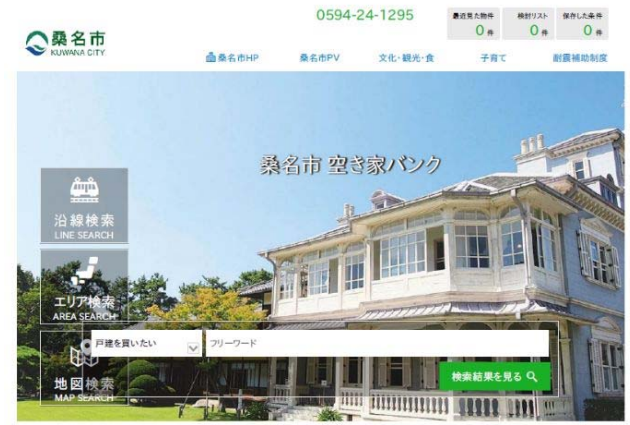 0594-24-1295
最近見た物件
0 件
検討リスト
0 件
保存した条件
0 件
桑名市
KUWANA CITY
桑名市HP
桑名市PV
文化・観光・食
子育て
耐震補助制度
桑名市 空き家バンク
沿線検索
LINE SEARCH
エリア検索
AREA SEARCH
戸建を買いたい
フリーワード
地図検索
MAP SEARCH
検索結果を見る